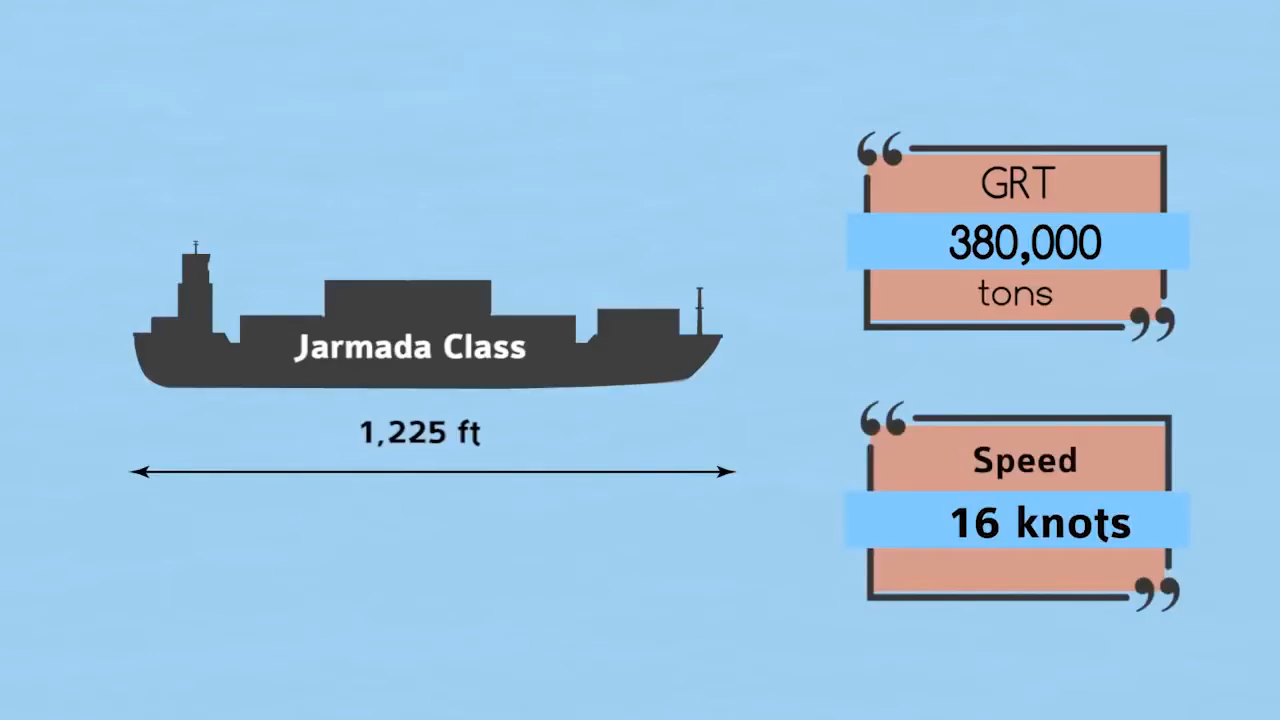 Jarmada Class
1,225 ft
GRT
380,000
tons
Speed
16 knots